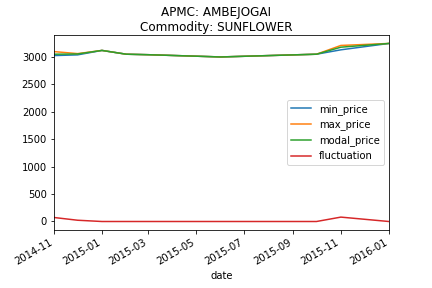 APMC: AMBEJOGAI
Commodity: SUNFLOWER
3000
2500
2000
1500
1000
500
0
min_price
max_price
modal_price
fluctuation
2014-11
2015-01
2015-03
2015-05
2015-07
2015-09
2015-11
2016-01
date